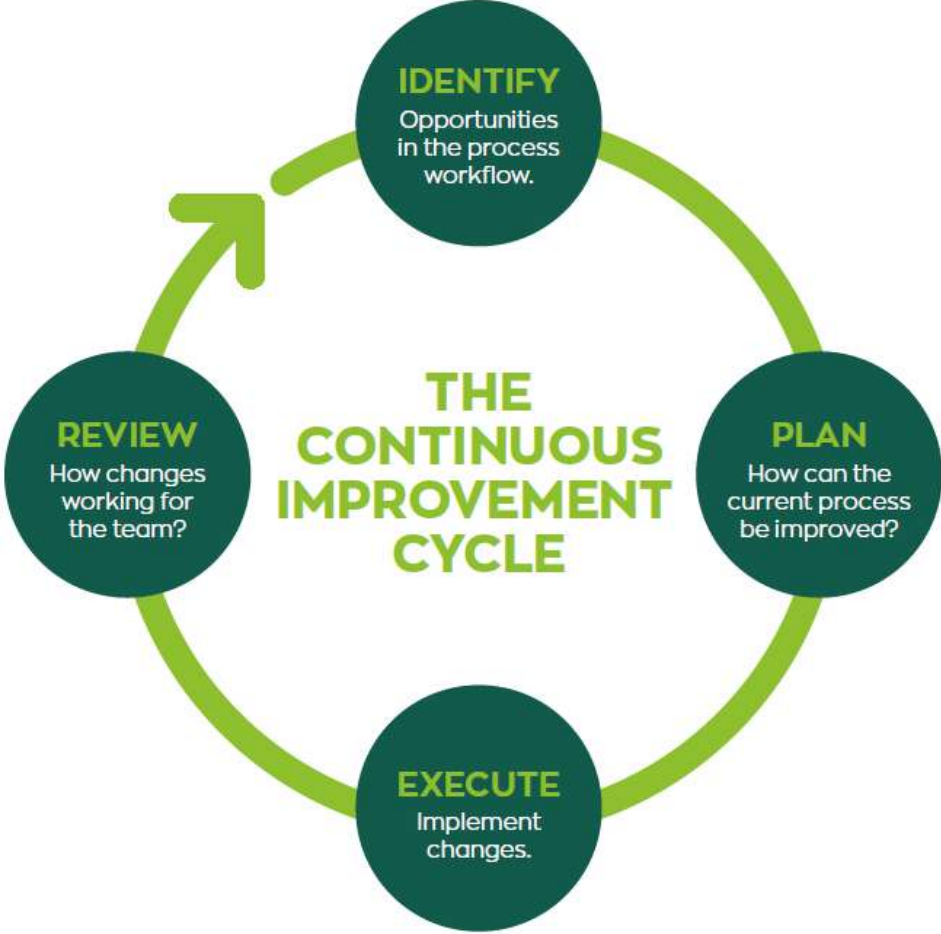 IDENTIFY
Opportunities
in the process
workflow.
PLAN
How can the
current process
be improved?
EXECUTE
Implement
changes.
REVIEW
How changes
working for
the team?
THE
CONTINUOUS
IMPROVEMENT
CYCLE